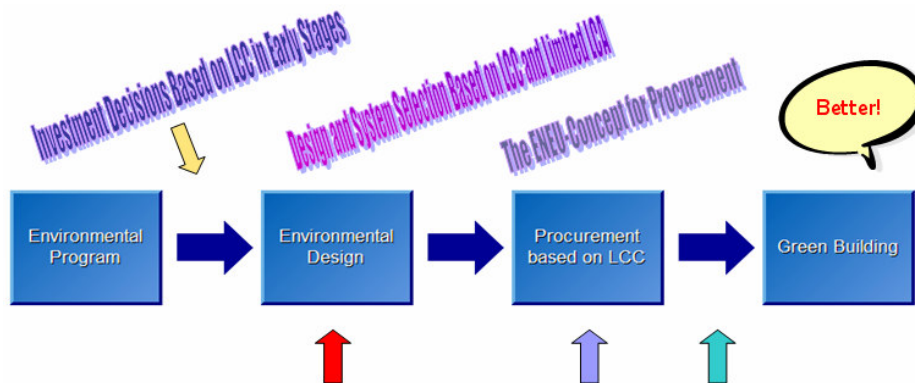 Investment Decisions Based on LCC in Early Stages
Design and System Selection Based on LCC and Limited LCA
The ENEU-Concept for Procurement
Better!
Environmental
Program
Environmental
Design
Procurement
based on LCC
Green Building